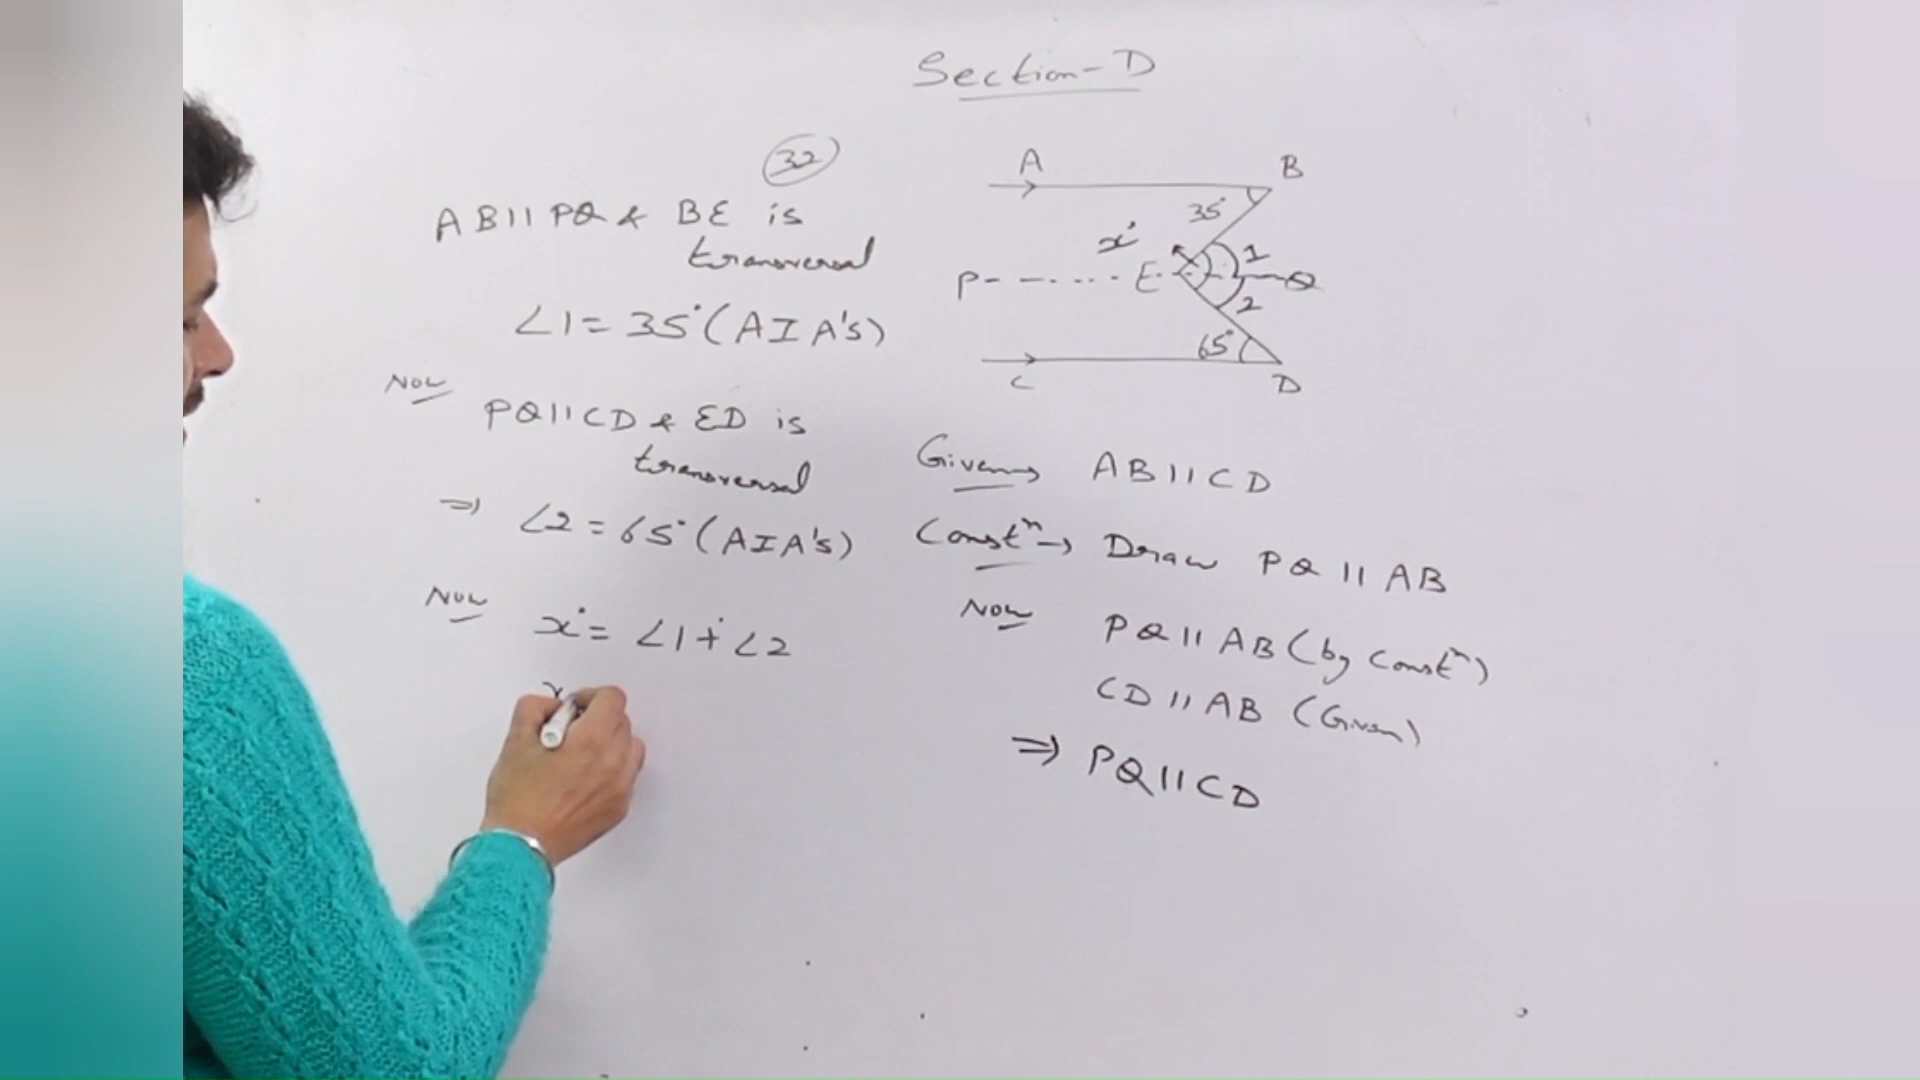 Section-D
32
A B
35°
x°
1
P E Q
2
65°
C D
AB || PQ & BE is
transversal
∠1 = 35° (AIA's)
Now
PQ || CD & ED is
transversal
⇒ ∠2 = 65° (AIA's)
Now
x° = ∠1 + ∠2
Given → AB || CD
Constⁿ → Draw PQ || AB
Now PQ || AB (by Constⁿ)
CD || AB (Given)
⇒ PQ || CD